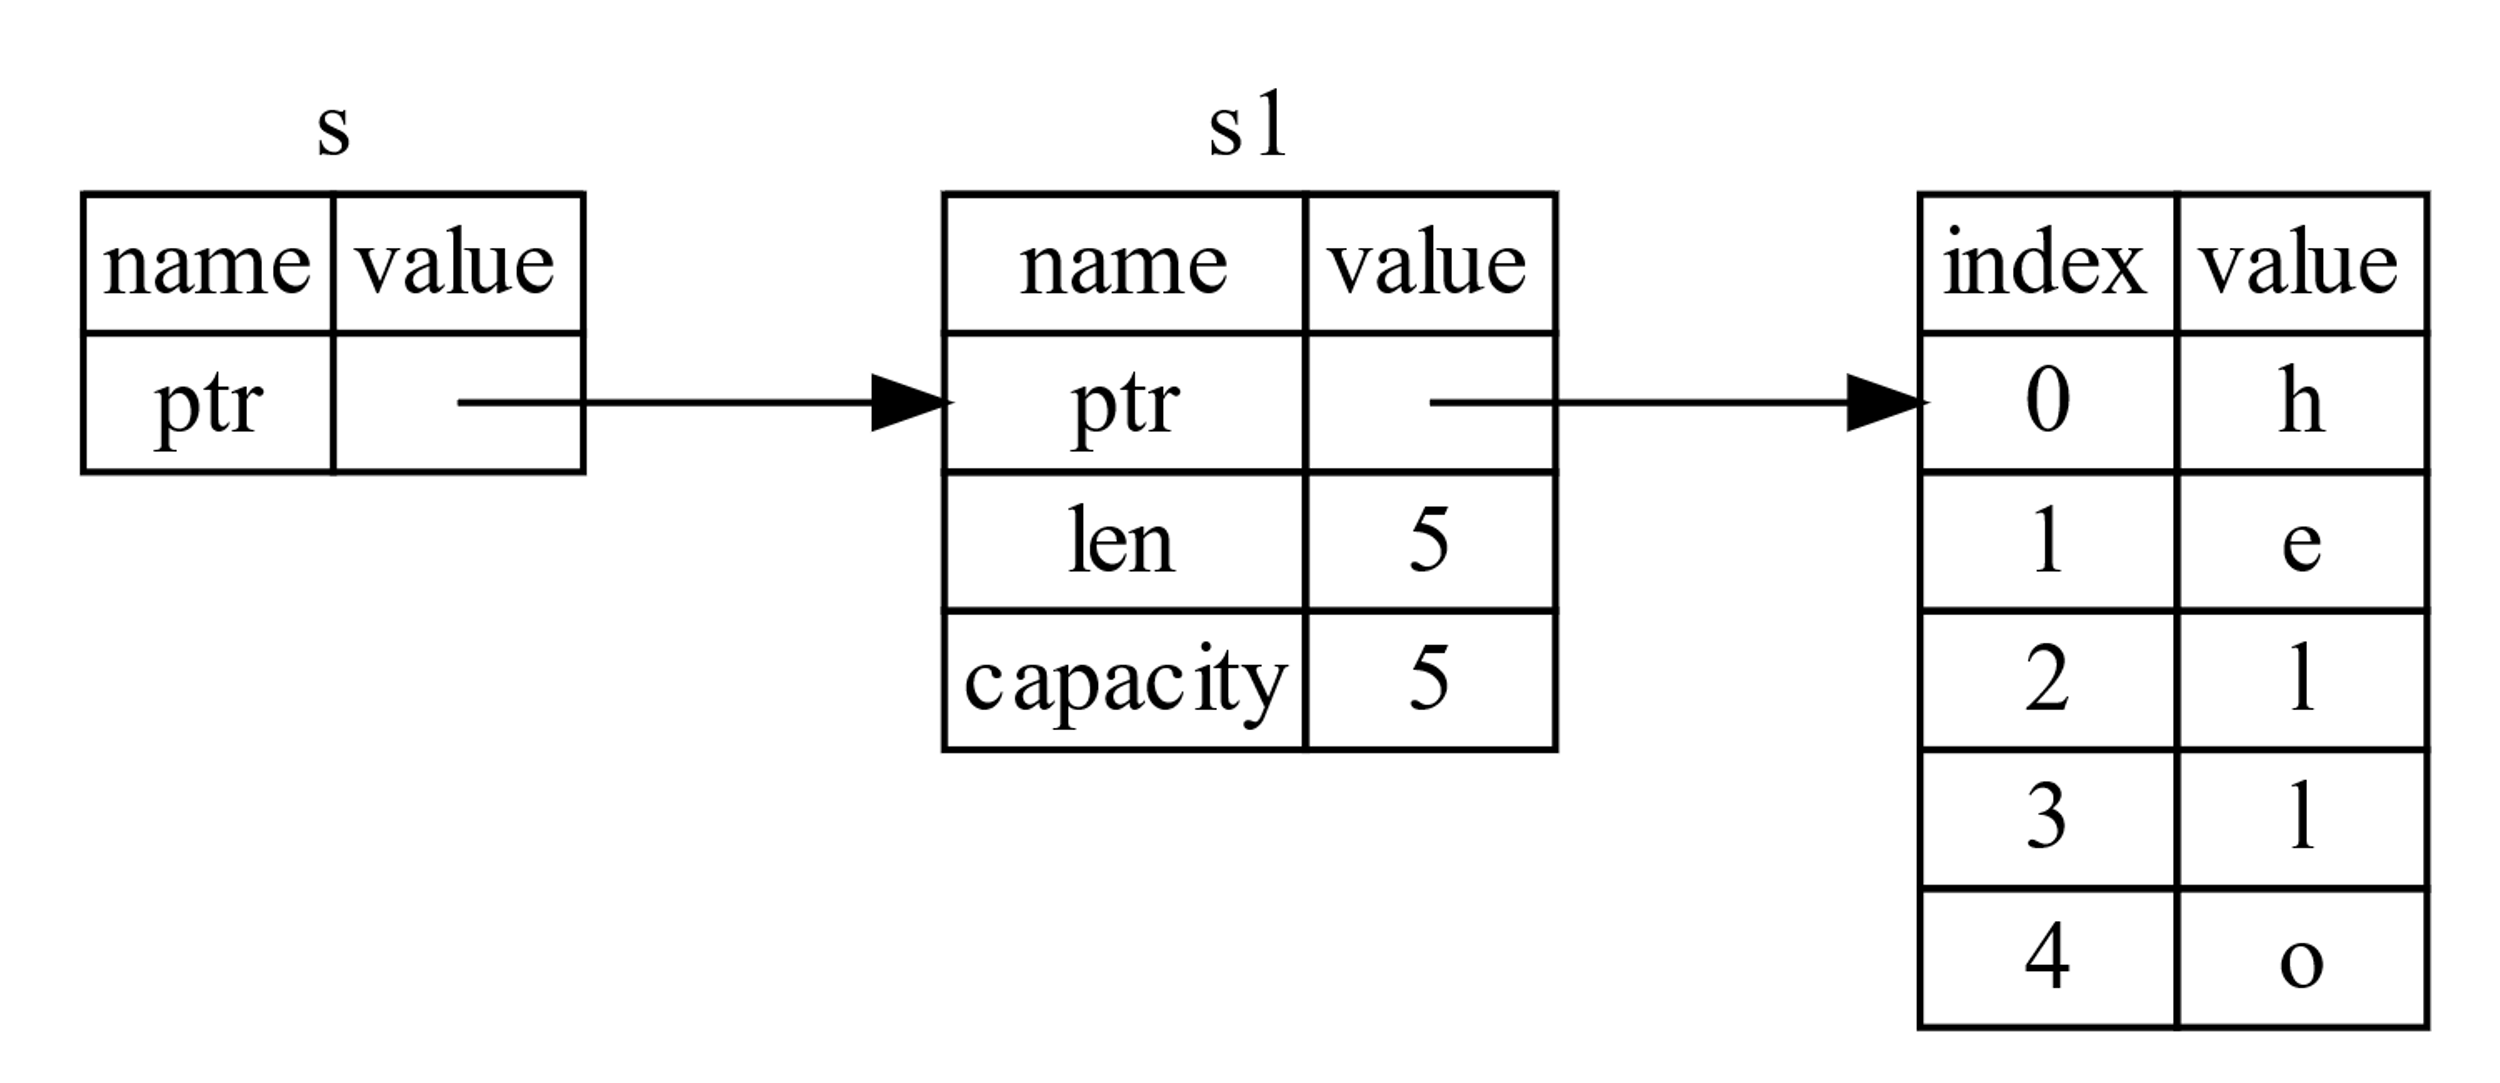 s
name value
ptr
s1
name value
ptr
len 5
capacity 5
index value
0 h
1 e
2 l
3 l
4 o